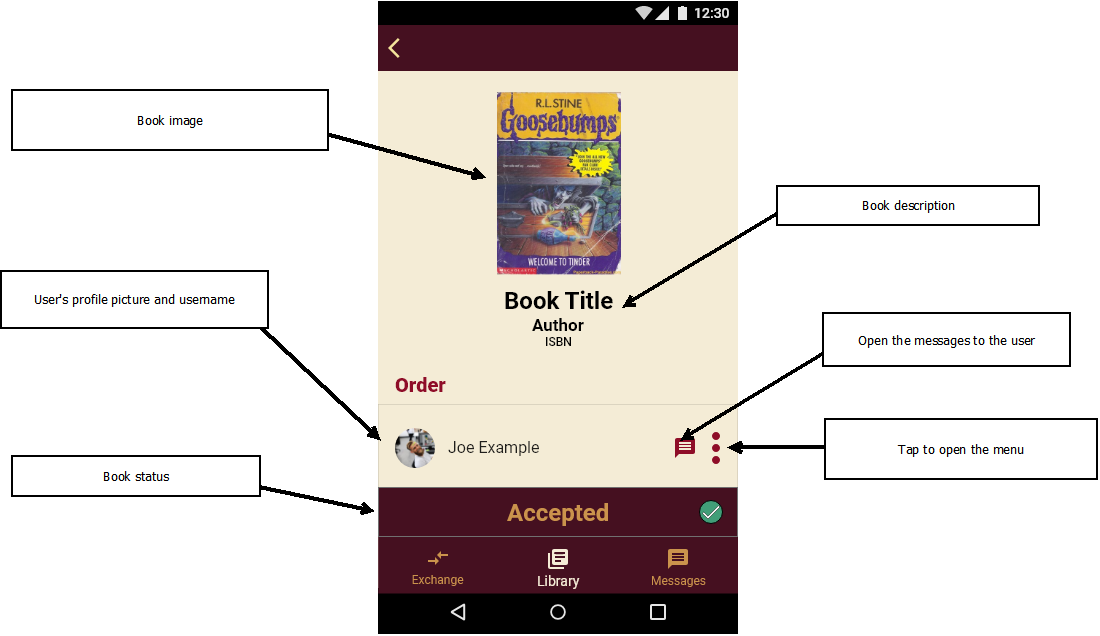 12:30
Book image
R.L. STINE
Goosebumps
WELCOME TO TINDER
SCHOLASTIC
Book description
User's profile picture and username
Book Title
Author
ISBN
Open the messages to the user
Order
Joe Example
Tap to open the menu
Book status
Accepted
Exchange
Library
Messages